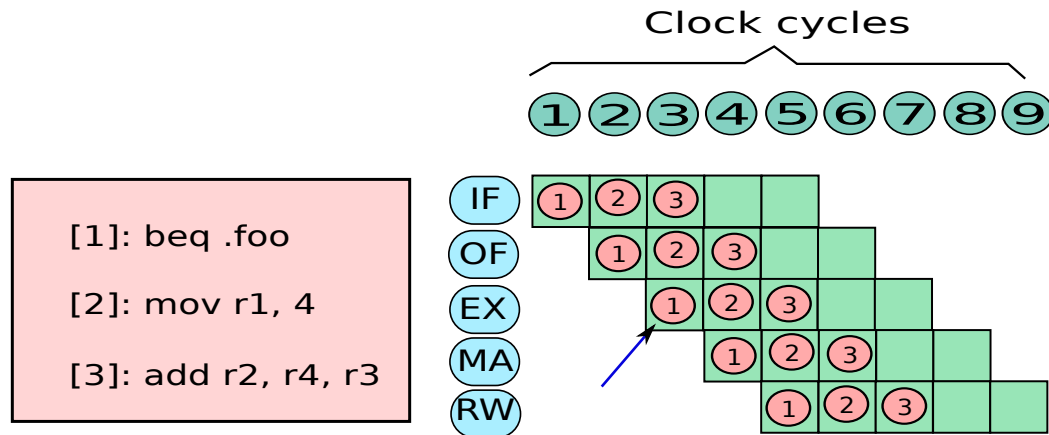 Clock cycles
1 2 3 4 5 6 7 8 9
[1]: beq .foo
[2]: mov r1, 4
[3]: add r2, r4, r3
IF 1 2 3
OF 1 2 3
EX 1 2 3
MA 1 2 3
RW 1 2 3